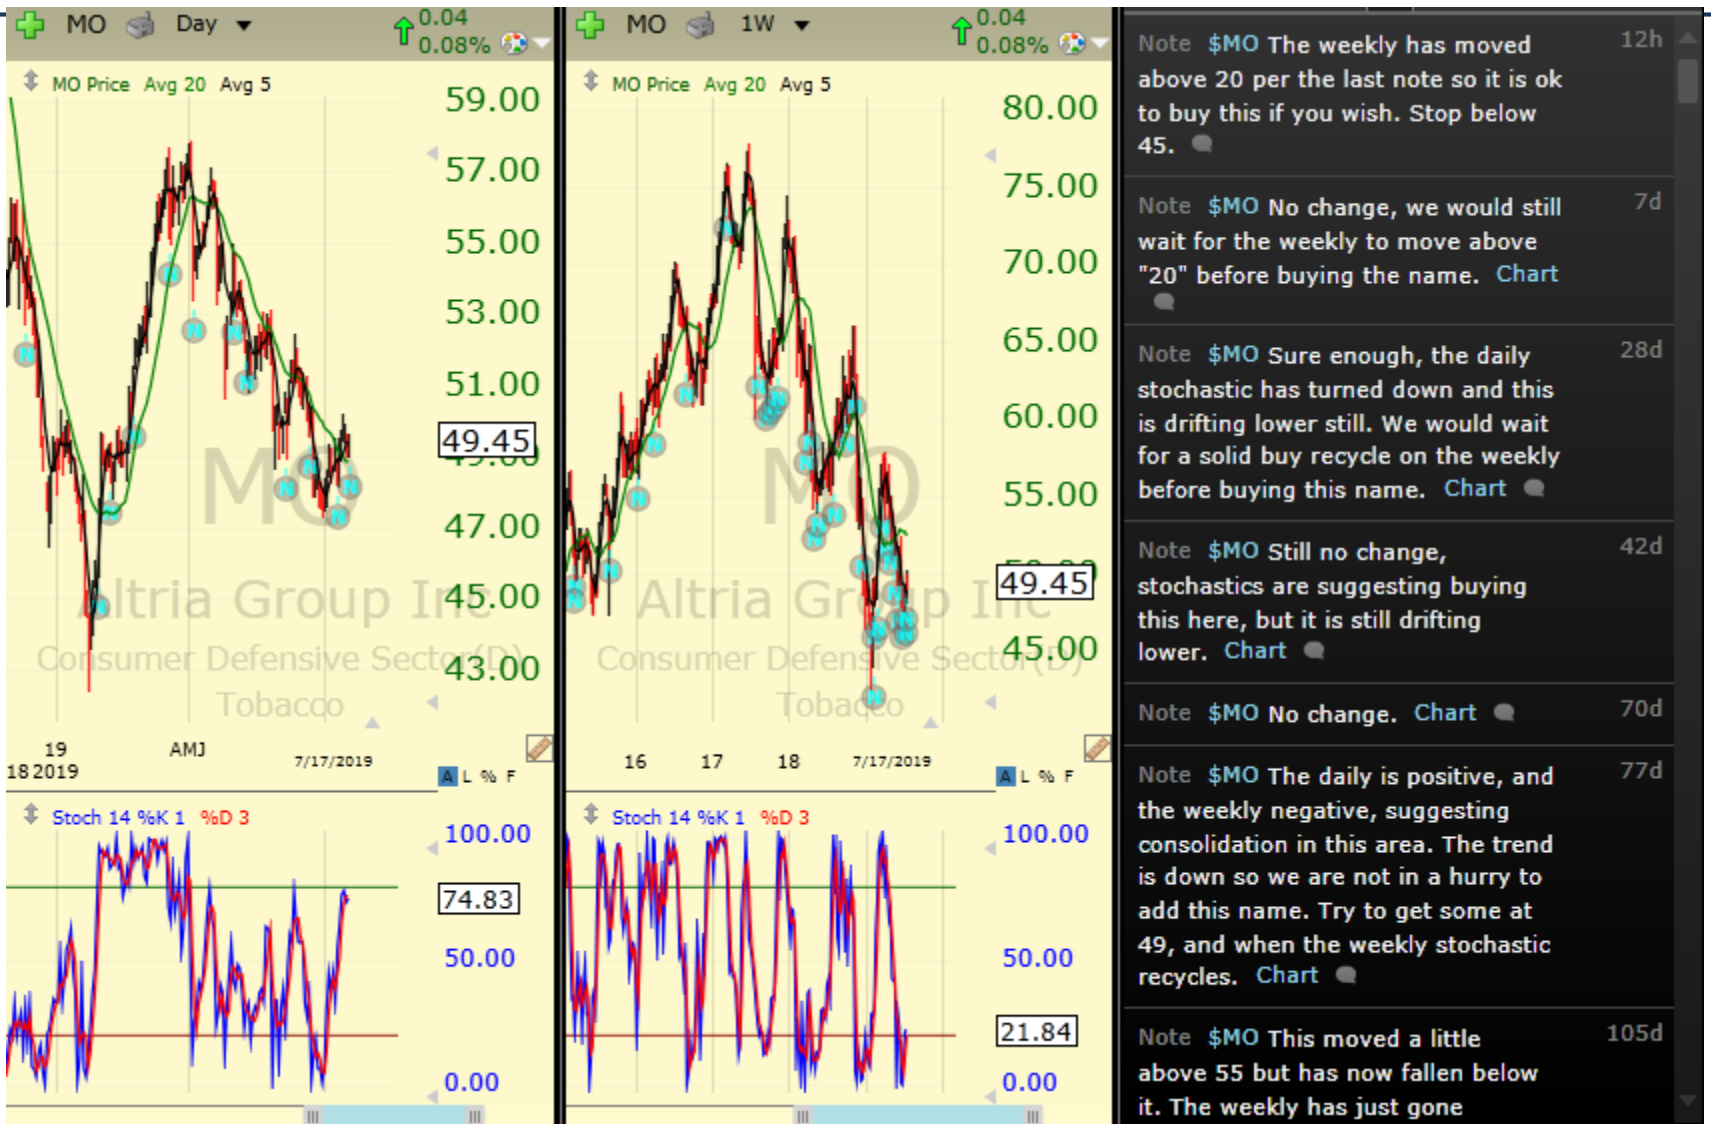 MO Day 0.04
0.08%
MO Price Avg 20 Avg 5
59.00
57.00
55.00
53.00
51.00
49.45
49.00
47.00
45.00
43.00
MO
Altria Group Inc
Consumer Defensive Sector(D)
Tobacco
19 AMJ 7/17/2019
18 2019
A L % F
Stoch 14 %K 1 %D 3
100.00
74.83
50.00
0.00
MO 1W 0.04
0.08%
MO Price Avg 20 Avg 5
80.00
75.00
70.00
65.00
60.00
55.00
50.00
49.45
45.00
MO
Altria Group Inc
Consumer Defensive Sector(D)
Tobacco
16 17 18 7/17/2019
A L % F
Stoch 14 %K 1 %D 3
100.00
50.00
21.84
0.00
Note $MO The weekly has moved 12h
above 20 per the last note so it is ok
to buy this if you wish. Stop below
45.
Note $MO No change, we would still 7d
wait for the weekly to move above
"20" before buying the name. Chart
Note $MO Sure enough, the daily 28d
stochastic has turned down and this
is drifting lower still. We would wait
for a solid buy recycle on the weekly
before buying this name. Chart
Note $MO Still no change, 42d
stochastics are suggesting buying
this here, but it is still drifting
lower. Chart
Note $MO No change. Chart 70d
Note $MO The daily is positive, and 77d
the weekly negative, suggesting
consolidation in this area. The trend
is down so we are not in a hurry to
add this name. Try to get some at
49, and when the weekly stochastic
recycles. Chart
Note $MO This moved a little 105d
above 55 but has now fallen below
it. The weekly has just gone